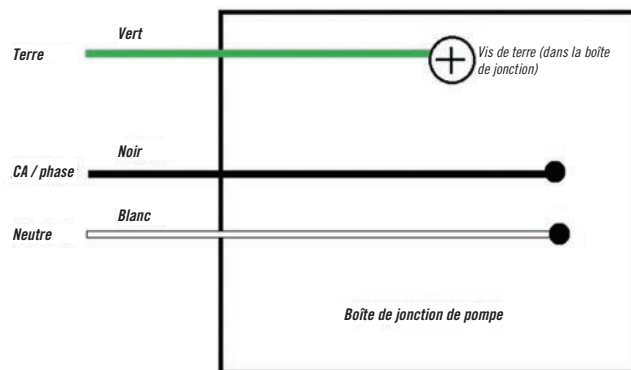 Vert
Terre
Vis de terre (dans la boîte
de jonction)
Noir
CA / phase
Blanc
Neutre
Boîte de jonction de pompe